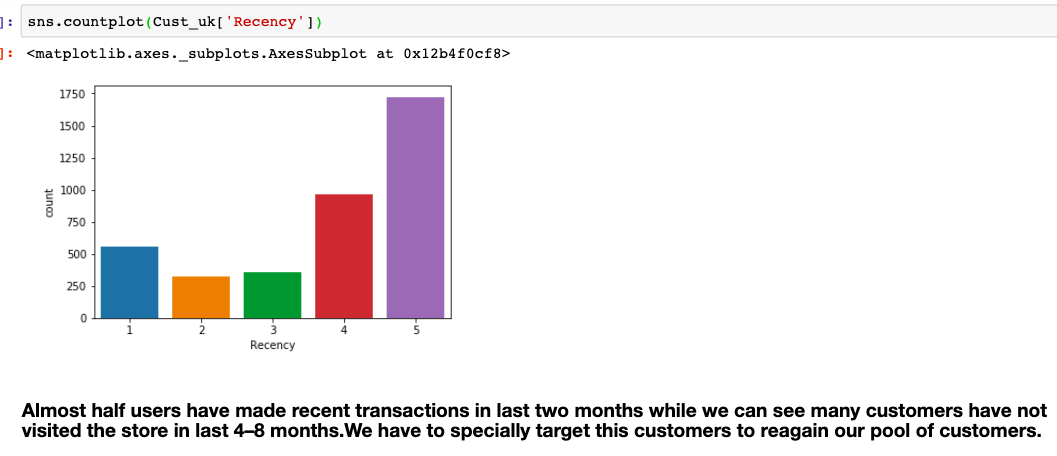 ]: sns.countplot(Cust_uk['Recency'])
]: <matplotlib.axes._subplots.AxesSubplot at 0x12b4f0cf8>
1750
1500
1250
1000
750
500
250
0
count
1 2 3 4 5
Recency
Almost half users have made recent transactions in last two months while we can see many customers have not
visited the store in last 4–8 months.We have to specially target this customers to reagain our pool of customers.